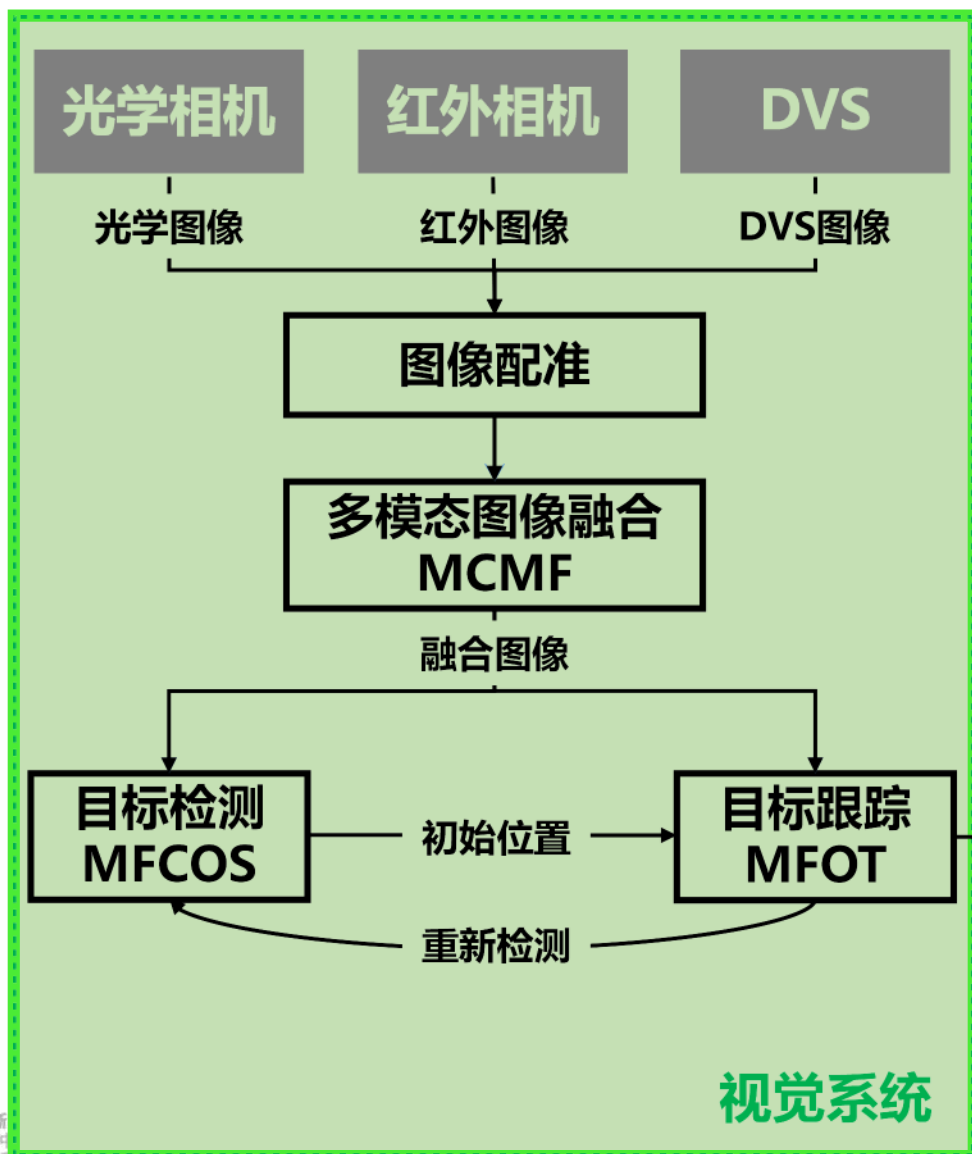 光学相机
红外相机
DVS
光学图像
红外图像
DVS图像
图像配准
多模态图像融合
MCMF
融合图像
目标检测
MFCOS
初始位置
目标跟踪
MFOT
重新检测
视觉系统